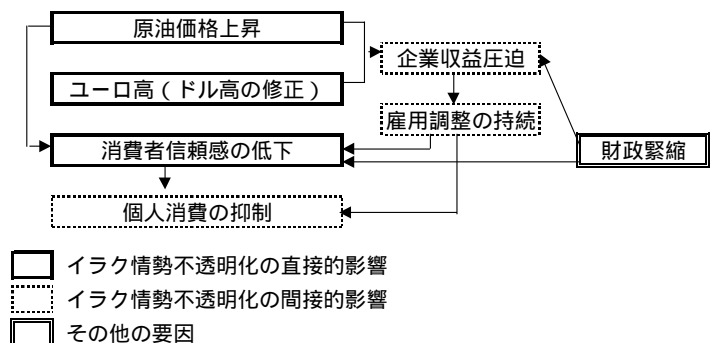 原油価格上昇
企業収益圧迫
ユーロ高（ドル高の修正）
雇用調整の持続
消費者信頼感の低下
財政緊縮
個人消費の抑制
イラク情勢不透明化の直接的影響
イラク情勢不透明化の間接的影響
その他の要因